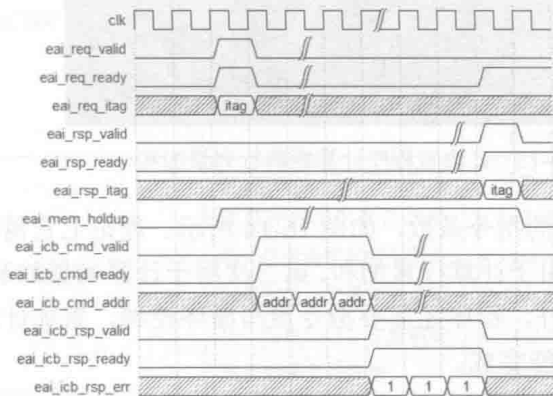 clk
eai_req_valid
eai_req_ready
eai_req_itag
itag
eai_rsp_valid
eai_rsp_ready
eai_rsp_itag
itag
eai_mem_holdup
eai_icb_cmd_valid
eai_icb_cmd_ready
eai_icb_cmd_addr
addr addr addr
eai_icb_rsp_valid
eai_icb_rsp_ready
eai_icb_rsp_err
1 1 1